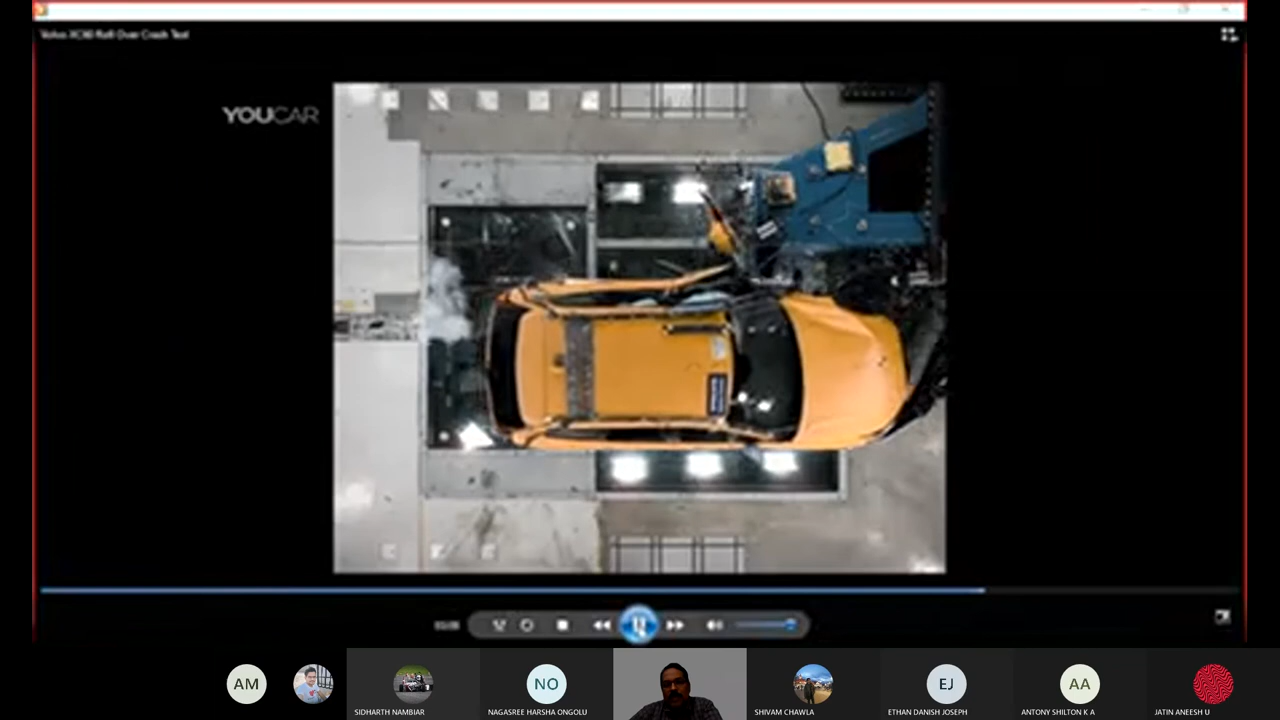 Volvo XC60 Roll Over Crash Test
YOUCAR
AM
SIDHARTH NAMBIAR
NO
NAGASREE HARSHA ONGOLU
SHIVAM CHAWLA
EJ
ETHAN DANISH JOSEPH
AA
ANTONY SHILTON K A
JATIN ANEESH U